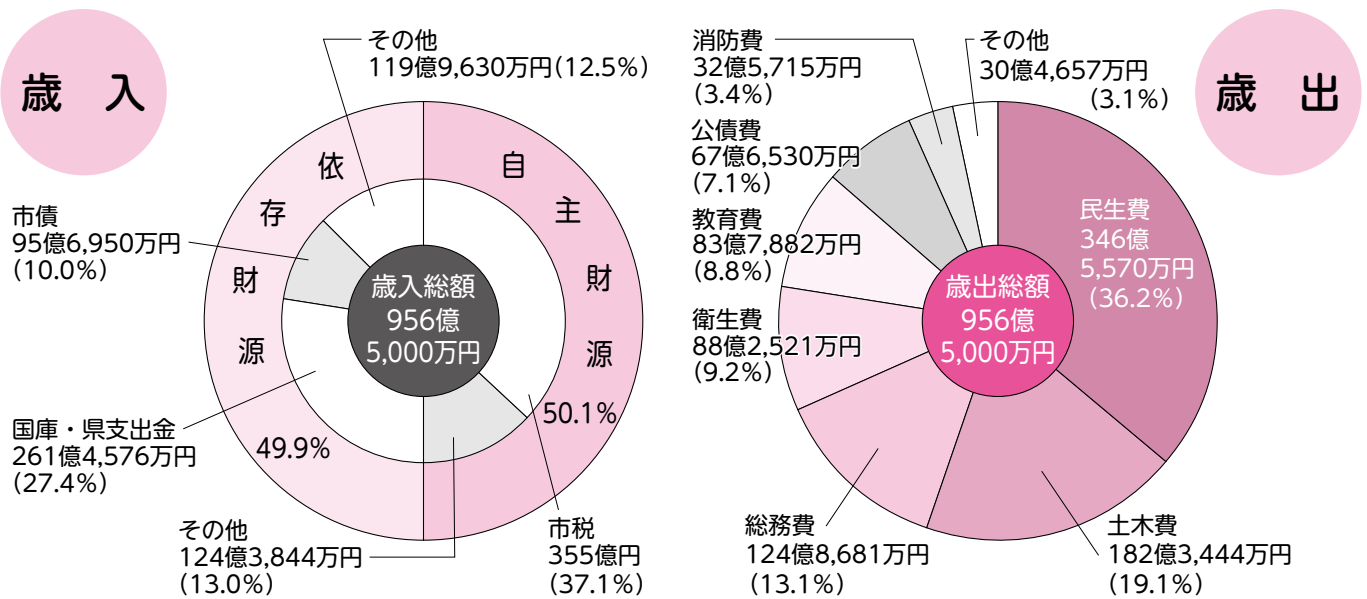 歳　入
その他
119億9,630万円(12.5%)
依
存
財
源
49.9%
自
主
財
源
50.1%
市債
95億6,950万円
(10.0%)
歳入総額
956億
5,000万円
国庫・県支出金
261億4,576万円
(27.4%)
その他
124億3,844万円
(13.0%)
市税
355億円
(37.1%)
歳　出
消防費
32億5,715万円
(3.4%)
その他
30億4,657万円
(3.1%)
公債費
67億6,530万円
(7.1%)
教育費
83億7,882万円
(8.8%)
衛生費
88億2,521万円
(9.2%)
民生費
346億
5,570万円
(36.2%)
歳出総額
956億
5,000万円
総務費
124億8,681万円
(13.1%)
土木費
182億3,444万円
(19.1%)